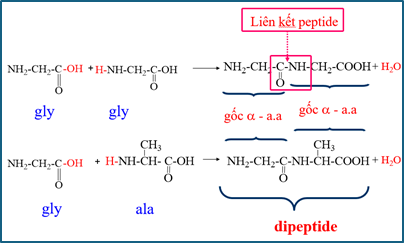 Liên kết peptide
NH2-CH2-C-OH + H-NH-CH2-C-OH → NH2-CH2-C-NH-CH2-COOH + H2O
O O O
gly gly
gốc α - a.a gốc α - a.a
CH3 CH3
NH2-CH2-C-OH + H-NH-CH-C-OH → NH2-CH2-C-NH-CH-COOH + H2O
O O O
gly ala
dipeptide